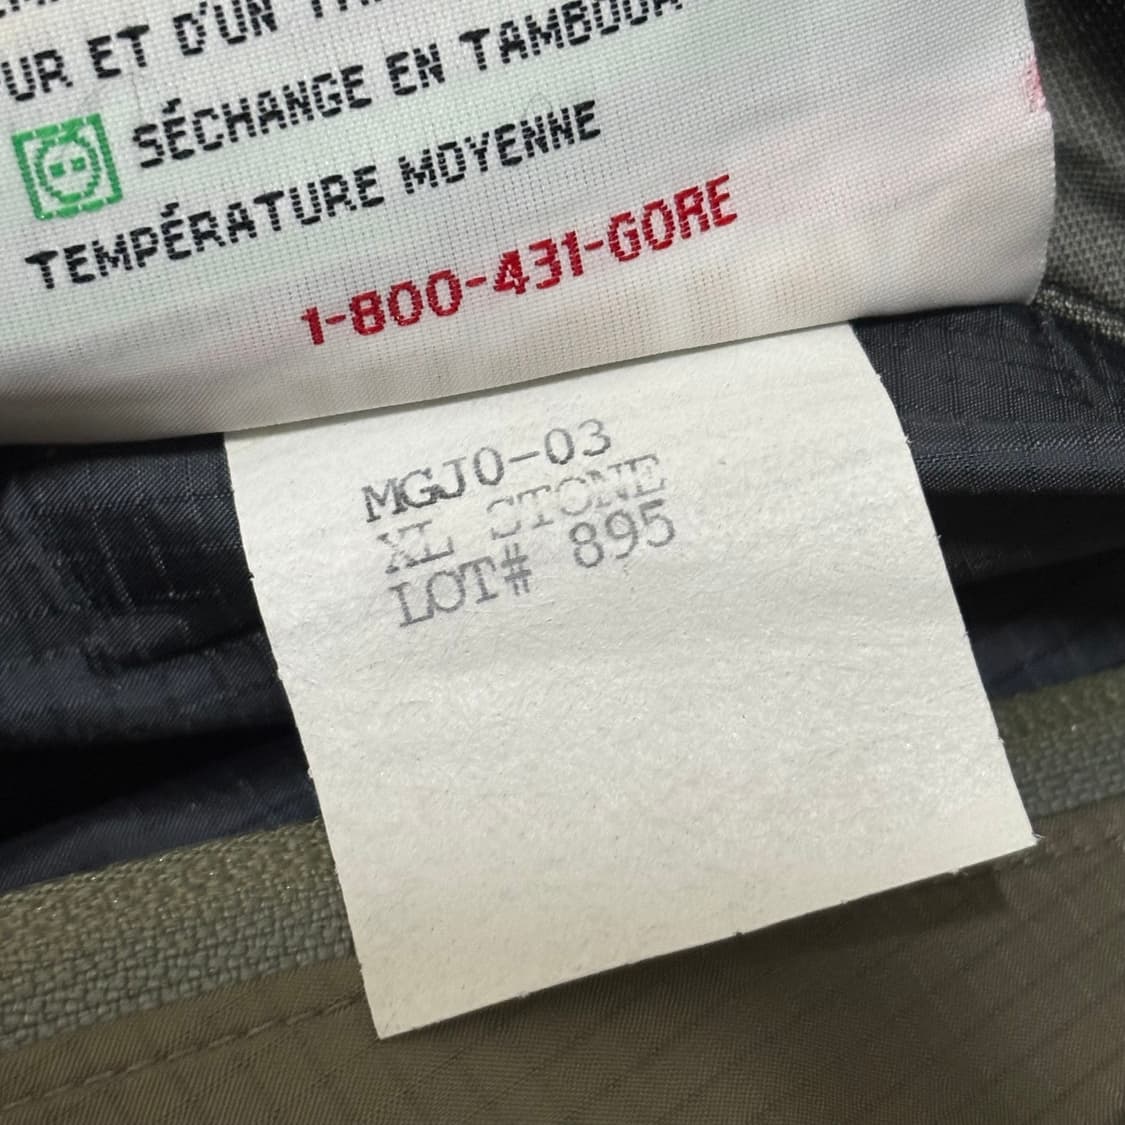 UR ET D'UN
SÉCHANGE EN TAMBOUR
TEMPÉRATURE MOYENNE
1-800-431-GORE
MGJ0-03
XL STONE
LOT# 895